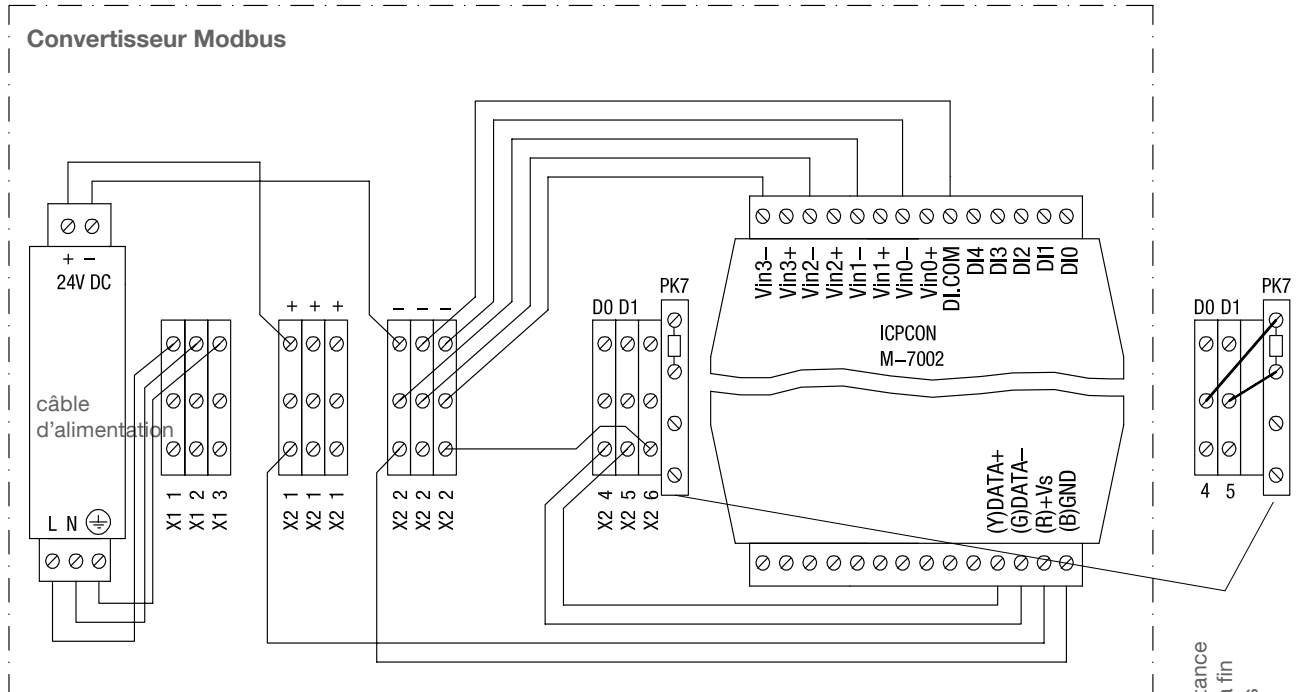 Convertisseur Modbus
+ −
24V DC
câble
d'alimentation
L N
X1 1
X1 2
X1 3
+ + +
X2 1
X2 1
X2 1
− − −
X2 2
X2 2
X2 2
D0 D1
PK7
X2 4
X2 5
X2 6
Vin3−
Vin3+
Vin2−
Vin2+
Vin1−
Vin1+
Vin0−
Vin0+
DI.COM
DI4
DI3
DI2
DI1
DI0
ICPCON
M−7002
(Y)DATA+
(G)DATA−
(R)+Vs
(B)GND
D0 D1
PK7
4 5
fin